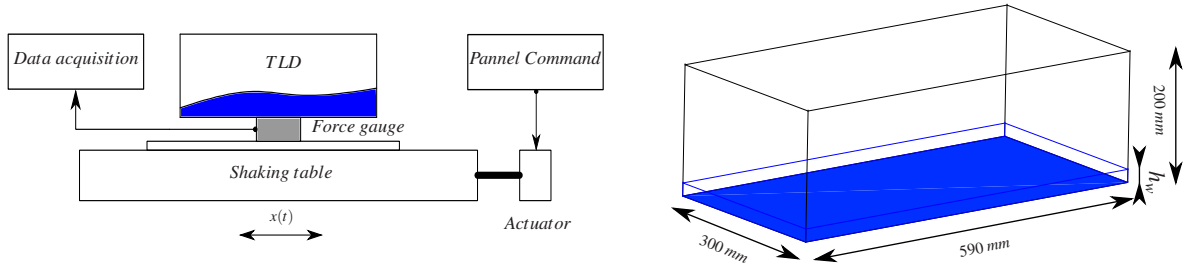 Data acquisition
TLD
Pannel Command
Force gauge
Shaking table
x(t)
Actuator
200 mm
h_w
300 mm
590 mm